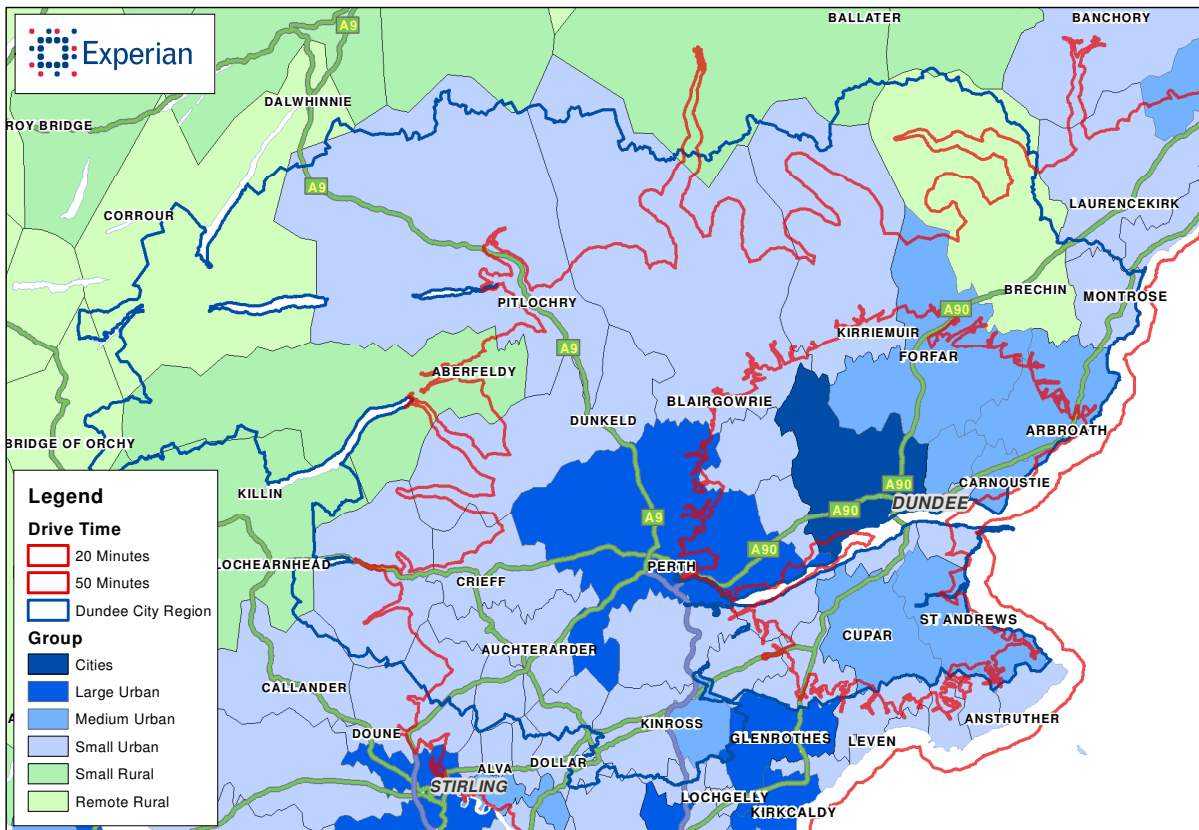 Experian
A9
BALLATER
BANCHORY
DALWHINNIE
ROY BRIDGE
A9
CORROUR
LAURENCEKIRK
BRECHIN
MONTROSE
PITLOCHRY
A90
KIRRIEMUIR
A9
FORFAR
ABERFELDY
BLAIRGOWRIE
DUNKELD
ARBROATH
BRIDGE OF ORCHY
A90
CARNOUSTIE
KILLIN
DUNDEE
A90
A9
A90
LOCHEARNHEAD
PERTH
CRIEFF
ST ANDREWS
CUPAR
AUCHTERARDER
CALLANDER
KINROSS
ANSTRUTHER
DOUNE
GLENROTHES
LEVEN
DOLLAR
ALVA
STIRLING
LOCHGELLY
KIRKCALDY
Legend
Drive Time
20 Minutes
50 Minutes
Dundee City Region
Group
Cities
Large Urban
Medium Urban
Small Urban
Small Rural
Remote Rural